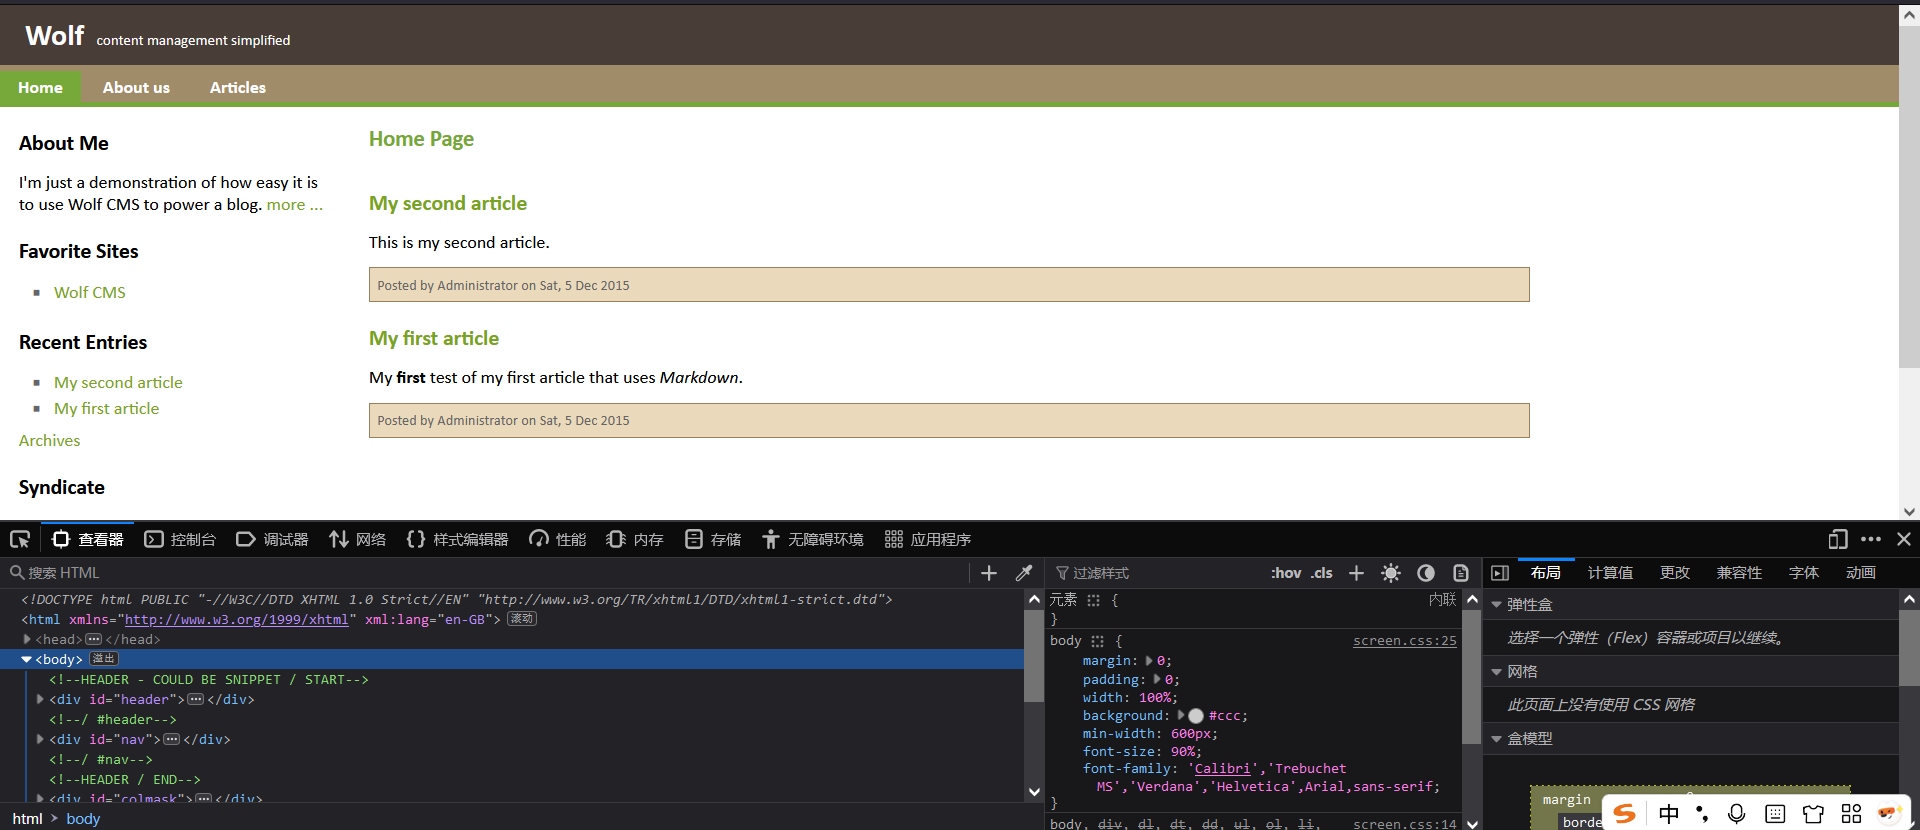 Wolf content management simplified
Home About us Articles
About Me
I'm just a demonstration of how easy it is
to use Wolf CMS to power a blog. more ...
Favorite Sites
Wolf CMS
Recent Entries
My second article
My first article
Archives
Syndicate
Home Page
My second article
This is my second article.
Posted by Administrator on Sat, 5 Dec 2015
My first article
My first test of my first article that uses Markdown.
Posted by Administrator on Sat, 5 Dec 2015
查看器 控制台 调试器 网络 样式编辑器 性能 内存 存储 无障碍环境 应用程序
搜索 HTML
<!DOCTYPE html PUBLIC "-//W3C//DTD XHTML 1.0 Strict//EN" "http://www.w3.org/TR/xhtml1/DTD/xhtml1-strict.dtd">
<html xmlns="http://www.w3.org/1999/xhtml" xml:lang="en-GB"> 滚动
<head>…</head>
<body> 溢出
<!--HEADER - COULD BE SNIPPET / START-->
<div id="header">…</div>
<!--/ #header-->
<div id="nav">…</div>
<!--/ #nav-->
<!--HEADER / END-->
<div id="colmask">…</div>
html > body
过滤样式 :hov .cls
元素 { 内联
}
body { screen.css:25
margin: 0;
padding: 0;
width: 100%;
background: #ccc;
min-width: 600px;
font-size: 90%;
font-family: 'Calibri','Trebuchet
MS','Verdana','Helvetica',Arial,sans-serif;
}
body, div, dl, dt, dd, ul, ol, li, screen.css:14
布局 计算值 更改 兼容性 字体 动画
弹性盒
选择一个弹性（Flex）容器或项目以继续。
网格
此页面上没有使用 CSS 网格
盒模型
margin
borde
中